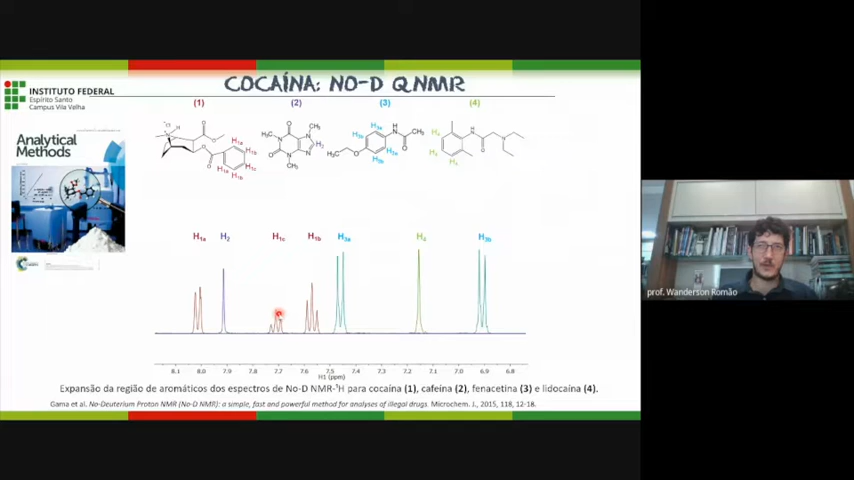 COCAÍNA: NO-D QNMR
INSTITUTO FEDERAL
Espírito Santo
Campus Vila Velha
Analytical
Methods
(1) (2) (3) (4)
H1a H2 H1c H1b H3a H4 H3b
8.1 8.0 7.9 7.8 7.7 7.6 7.5 7.4 7.3 7.2 7.1 7.0 6.9 6.8
H1 (ppm)
Expansão da região de aromáticos dos espectros de No-D NMR-¹H para cocaína (1), cafeína (2), fenacetina (3) e lidocaína (4).
Gama et al. No-Deuterium Proton NMR (No-D NMR): a simple, fast and powerful method for analyses of illegal drugs. Microchem. J., 2015, 118, 12-18.
prof. Wanderson Romão